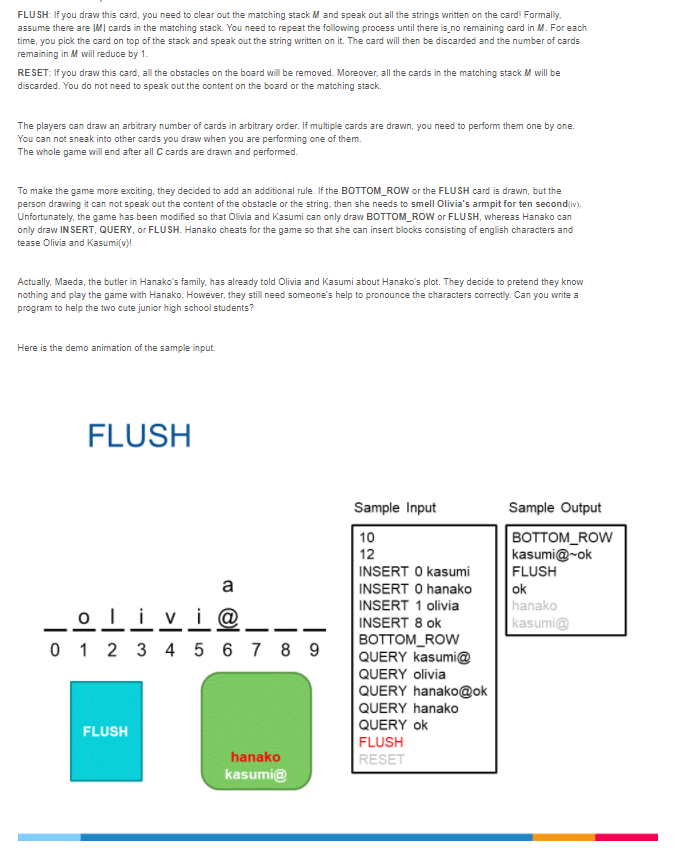 FLUSH: If you draw this card, you need to clear out the matching stack M and speak out all the strings written on the card! Formally,
assume there are |M| cards in the matching stack. You need to repeat the following process until there is no remaining card in M. For each
time, you pick the card on top of the stack and speak out the string written on it. The card will then be discarded and the number of cards
remaining in M will reduce by 1.
RESET: If you draw this card, all the obstacles on the board will be removed. Moreover, all the cards in the matching stack M will be
discarded. You do not need to speak out the content on the board or the matching stack.
The players can draw an arbitrary number of cards in arbitrary order. If multiple cards are drawn, you need to perform them one by one.
You can not sneak into other cards you draw when you are performing one of them.
The whole game will end after all C cards are drawn and performed.
To make the game more exciting, they decided to add an additional rule. If the BOTTOM_ROW or the FLUSH card is drawn, but the
person drawing it can not speak out the content of the obstacle or the string, then she needs to smell Olivia's armpit for ten second(iv).
Unfortunately, the game has been modified so that Olivia and Kasumi can only draw BOTTOM_ROW or FLUSH, whereas Hanako can
only draw INSERT, QUERY, or FLUSH. Hanako cheats for the game so that she can insert blocks consisting of english characters and
tease Olivia and Kasumi(v)!
Actually, Maeda, the butler in Hanako's family, has already told Olivia and Kasumi about Hanako's plot. They decide to pretend they know
nothing and play the game with Hanako. However, they still need someone's help to pronounce the characters correctly. Can you write a
program to help the two cute junior high school students?
Here is the demo animation of the sample input.
FLUSH
a
o l i v i @
0 1 2 3 4 5 6 7 8 9
FLUSH
hanako
kasumi@
Sample Input
10
12
INSERT 0 kasumi
INSERT 0 hanako
INSERT 1 olivia
INSERT 8 ok
BOTTOM_ROW
QUERY kasumi@
QUERY olivia
QUERY hanako@ok
QUERY hanako
QUERY ok
FLUSH
RESET
Sample Output
BOTTOM_ROW
kasumi@~ok
FLUSH
ok
hanako
kasumi@